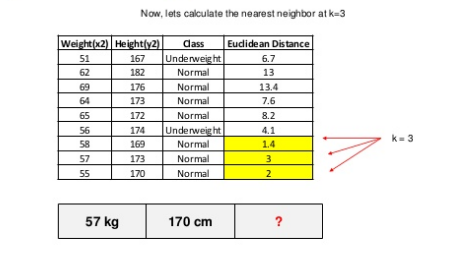 Now, lets calculate the nearest neighbor at k=3
Weight(x2) Height(y2) Class Euclidean Distance
51 167 Underweight 6.7
62 182 Normal 13
69 176 Normal 13.4
64 173 Normal 7.6
65 172 Normal 8.2
56 174 Underweight 4.1
58 169 Normal 1.4
57 173 Normal 3
55 170 Normal 2
k = 3
57 kg 170 cm ?